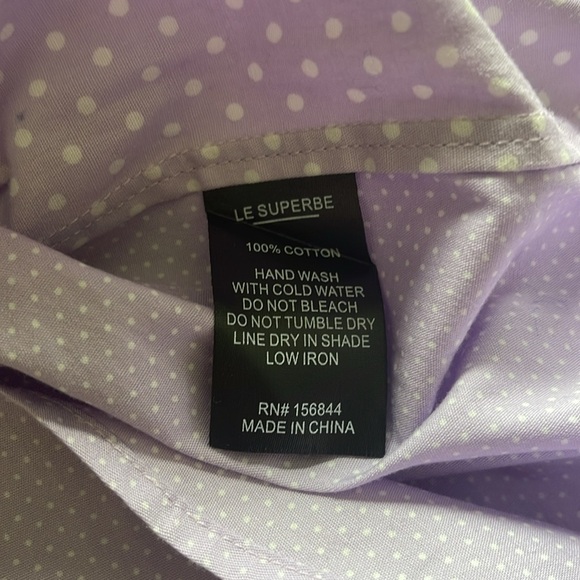 LE SUPERBE
100% COTTON
HAND WASH
WITH COLD WATER
DO NOT BLEACH
DO NOT TUMBLE DRY
LINE DRY IN SHADE
LOW IRON
RN# 156844
MADE IN CHINA